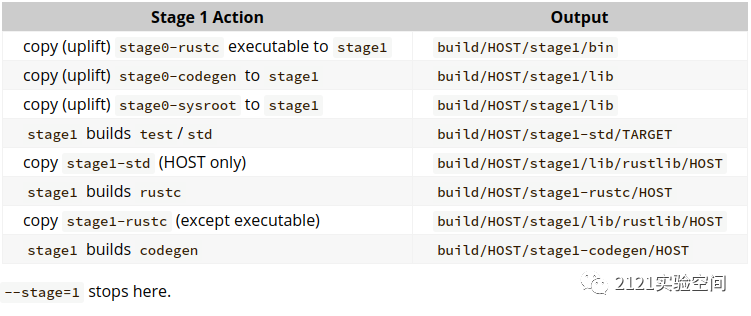 Stage 1 Action Output
copy (uplift) stage0-rustc executable to stage1 build/HOST/stage1/bin
copy (uplift) stage0-codegen to stage1 build/HOST/stage1/lib
copy (uplift) stage0-sysroot to stage1 build/HOST/stage1/lib
stage1 builds test / std build/HOST/stage1-std/TARGET
copy stage1-std (HOST only) build/HOST/stage1/lib/rustlib/HOST
stage1 builds rustc build/HOST/stage1-rustc/HOST
copy stage1-rustc (except executable) build/HOST/stage1/lib/rustlib/HOST
stage1 builds codegen build/HOST/stage1-codegen/HOST
--stage=1 stops here.
2121实验空间